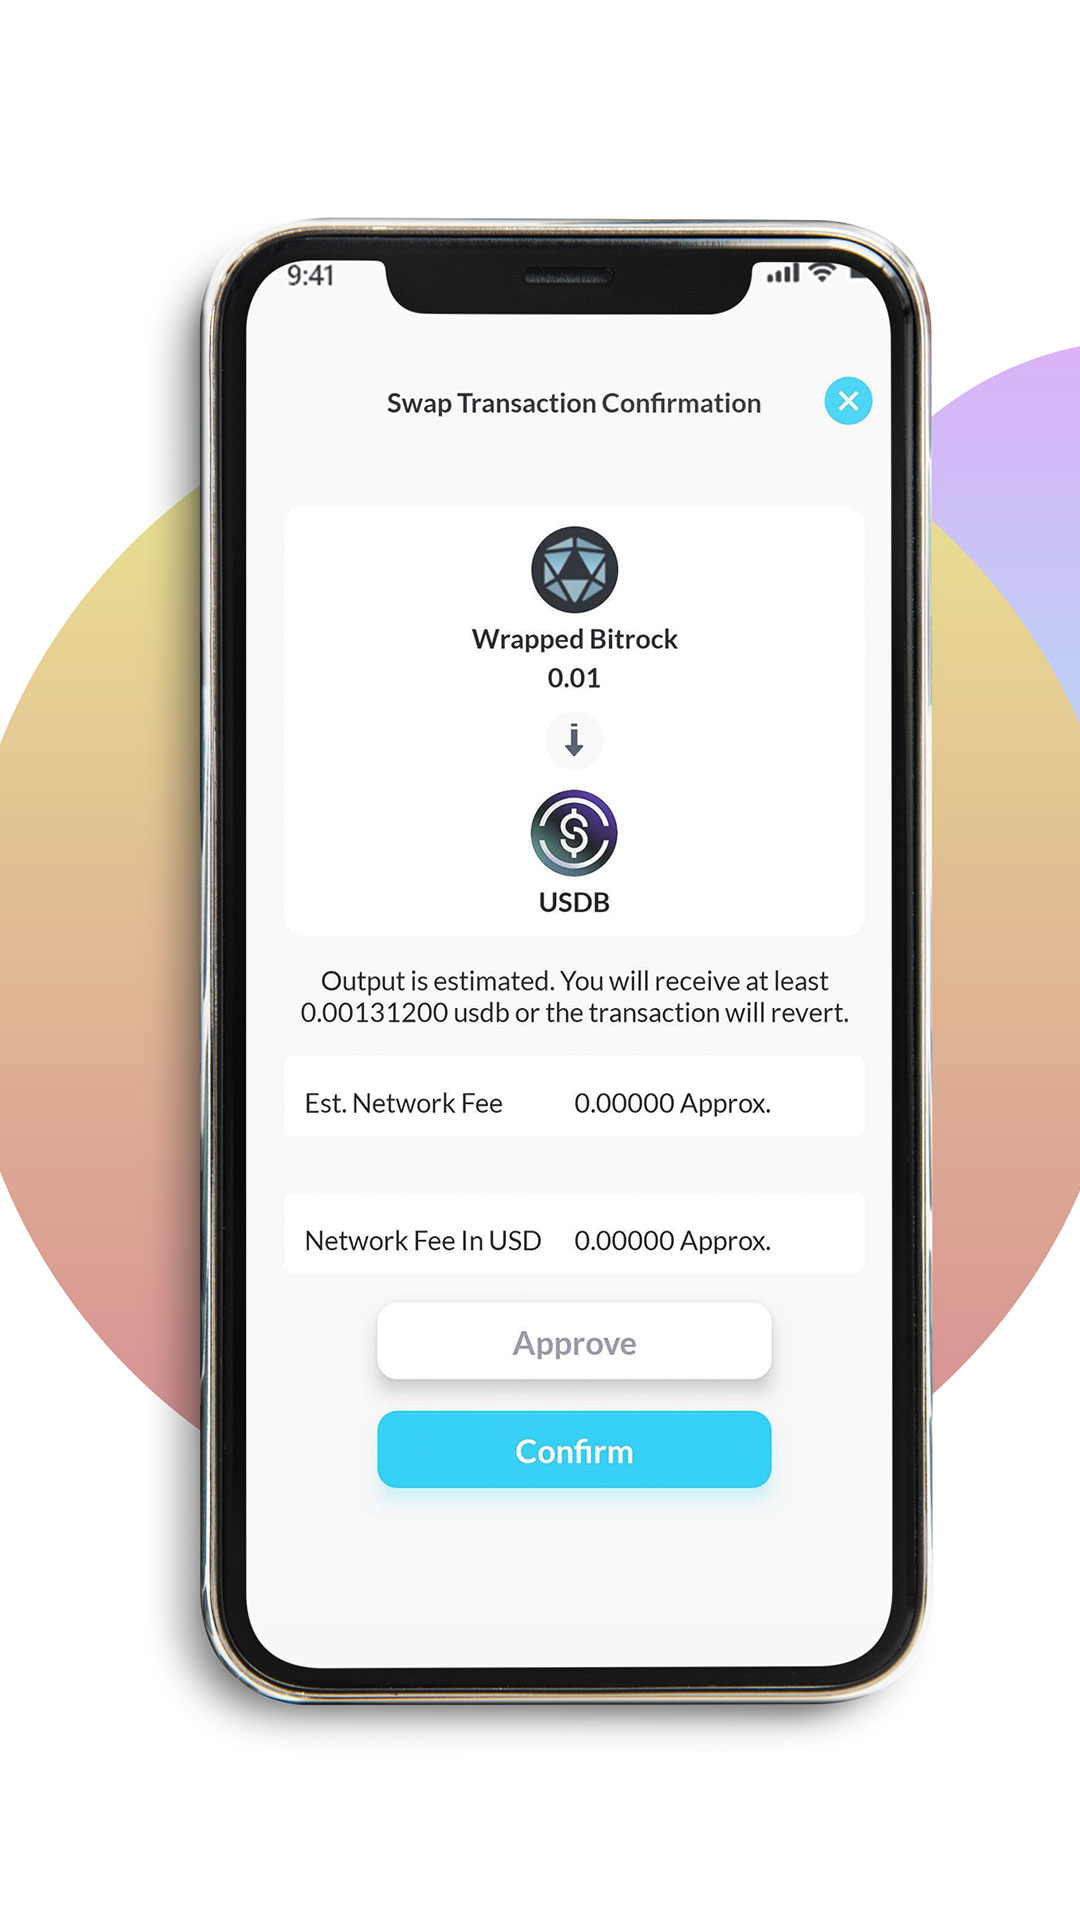 9:41
Swap Transaction Confirmation
Wrapped Bitrock
0.01
USDB
Output is estimated. You will receive at least
0.00131200 usdb or the transaction will revert.
Est. Network Fee 0.00000 Approx.
Network Fee In USD 0.00000 Approx.
Approve
Confirm